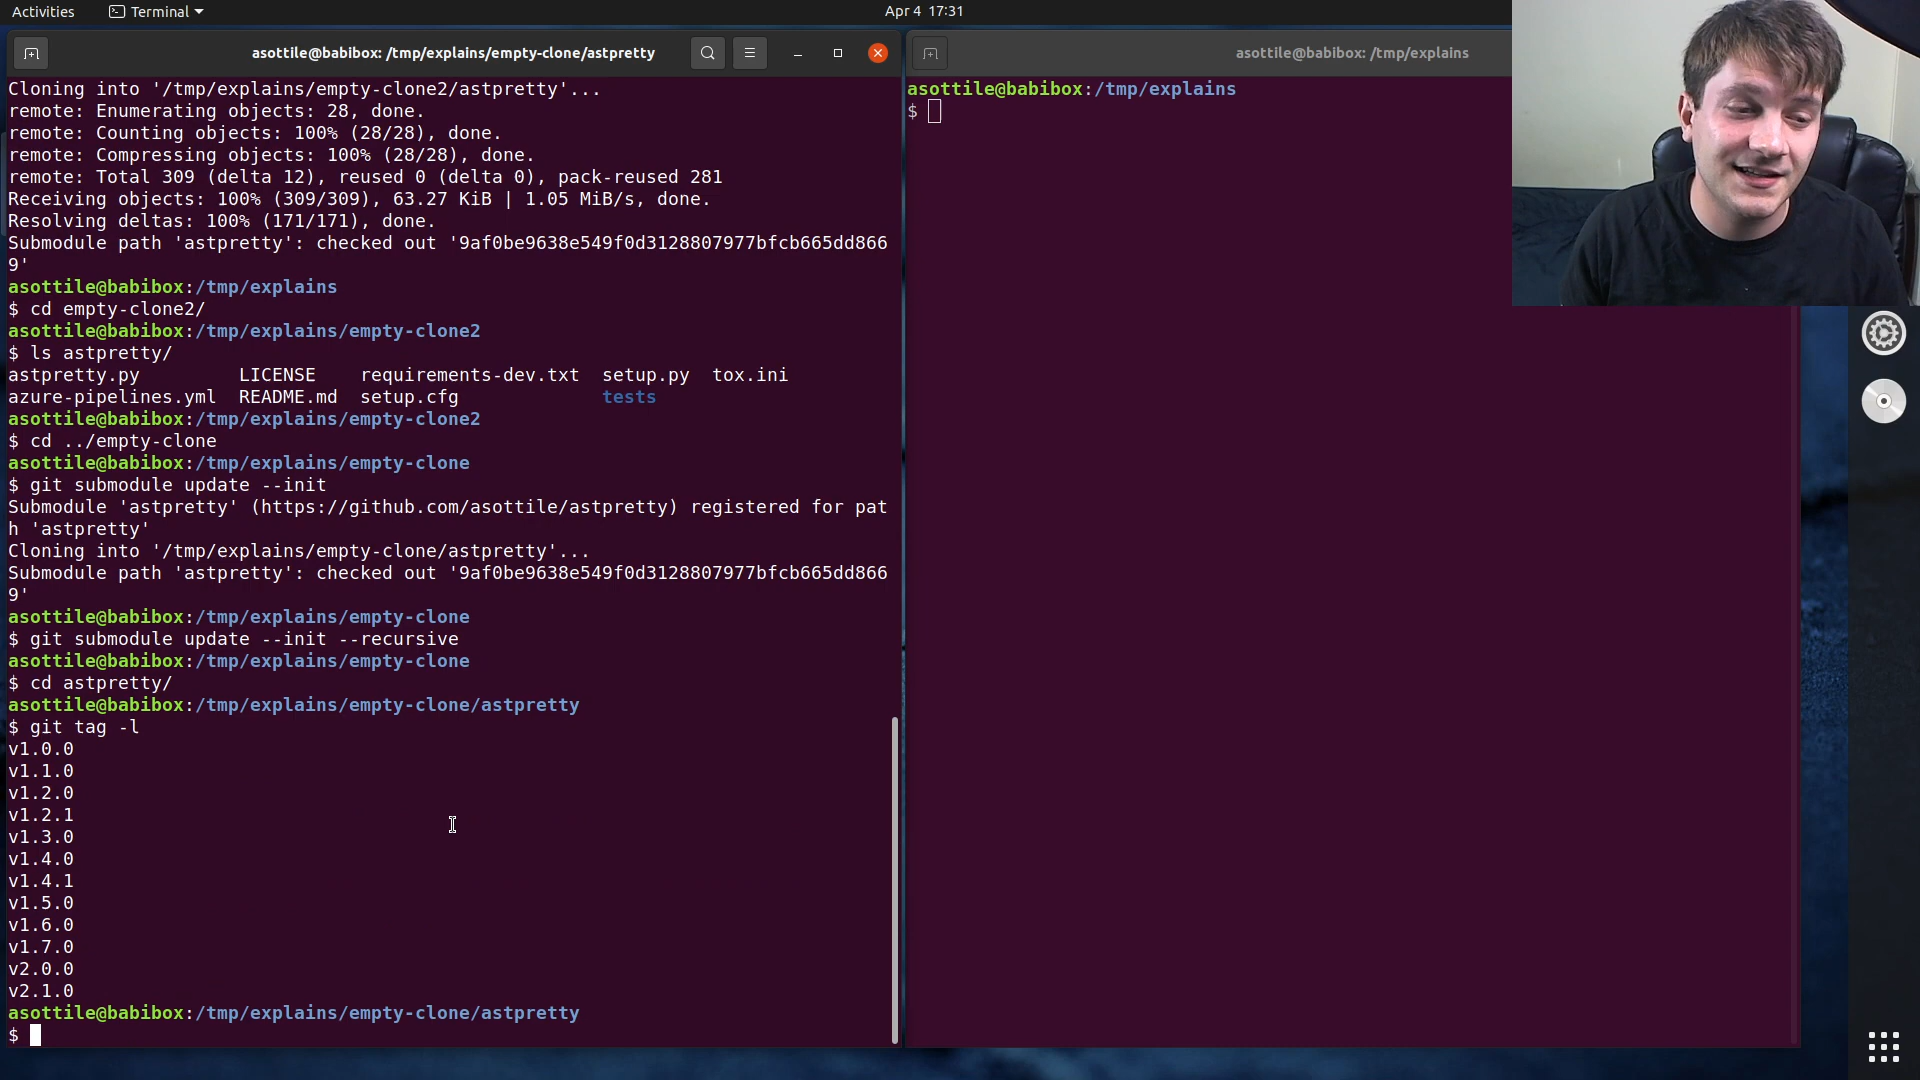 Activities
Terminal
Apr 4 17:31
asottile@babibox: /tmp/explains/empty-clone/astpretty
Cloning into '/tmp/explains/empty-clone2/astpretty'...
remote: Enumerating objects: 28, done.
remote: Counting objects: 100% (28/28), done.
remote: Compressing objects: 100% (28/28), done.
remote: Total 309 (delta 12), reused 0 (delta 0), pack-reused 281
Receiving objects: 100% (309/309), 63.27 KiB | 1.05 MiB/s, done.
Resolving deltas: 100% (171/171), done.
Submodule path 'astpretty': checked out '9af0be9638e549f0d3128807977bfcb665dd866
9'
asottile@babibox:/tmp/explains
$ cd empty-clone2/
asottile@babibox:/tmp/explains/empty-clone2
$ ls astpretty/
astpretty.py LICENSE requirements-dev.txt setup.py tox.ini
azure-pipelines.yml README.md setup.cfg tests
asottile@babibox:/tmp/explains/empty-clone2
$ cd ../empty-clone
asottile@babibox:/tmp/explains/empty-clone
$ git submodule update --init
Submodule 'astpretty' (https://github.com/asottile/astpretty) registered for pat
h 'astpretty'
Cloning into '/tmp/explains/empty-clone/astpretty'...
Submodule path 'astpretty': checked out '9af0be9638e549f0d3128807977bfcb665dd866
9'
asottile@babibox:/tmp/explains/empty-clone
$ git submodule update --init --recursive
asottile@babibox:/tmp/explains/empty-clone
$ cd astpretty/
asottile@babibox:/tmp/explains/empty-clone/astpretty
$ git tag -l
v1.0.0
v1.1.0
v1.2.0
v1.2.1
v1.3.0
v1.4.0
v1.4.1
v1.5.0
v1.6.0
v1.7.0
v2.0.0
v2.1.0
asottile@babibox:/tmp/explains/empty-clone/astpretty
$
asottile@babibox: /tmp/explains
asottile@babibox:/tmp/explains
$